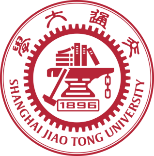 交通大學
1896
SHANGHAI JIAO TONG UNIVERSITY